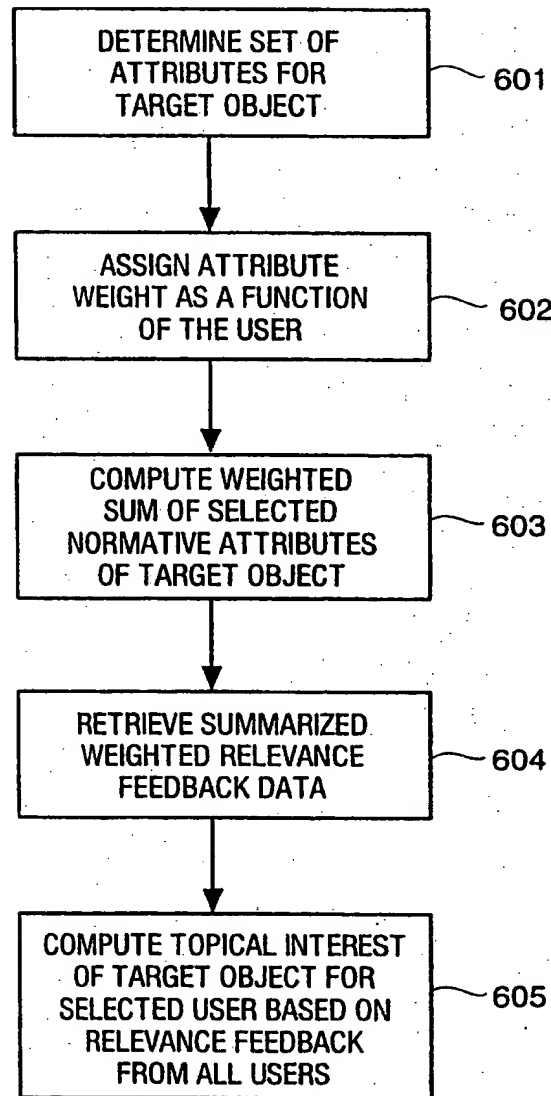 DETERMINE SET OF
ATTRIBUTES FOR
TARGET OBJECT
601
ASSIGN ATTRIBUTE
WEIGHT AS A FUNCTION
OF THE USER
602
COMPUTE WEIGHTED
SUM OF SELECTED
NORMATIVE ATTRIBUTES
OF TARGET OBJECT
603
RETRIEVE SUMMARIZED
WEIGHTED RELEVANCE
FEEDBACK DATA
604
COMPUTE TOPICAL INTEREST
OF TARGET OBJECT FOR
SELECTED USER BASED ON
RELEVANCE FEEDBACK
FROM ALL USERS
605